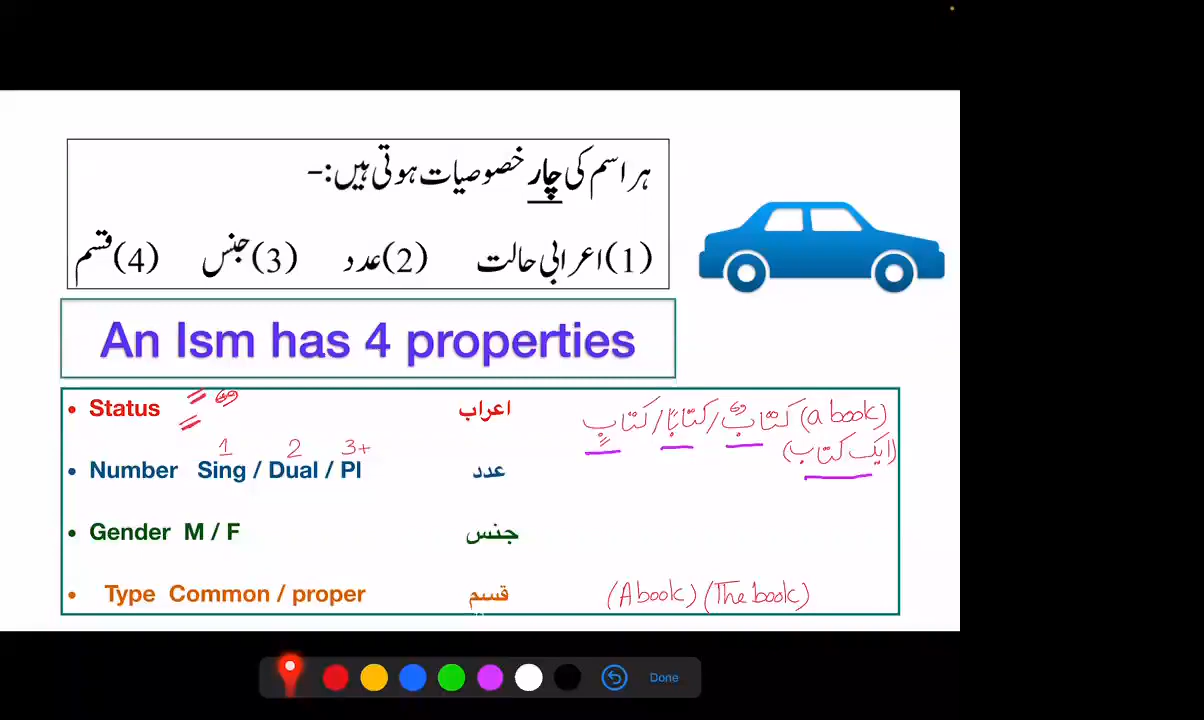 ہر اسم کی چار خصوصیات ہوتی ہیں:-
(1) اعرابی حالت (2) عدد (3) جنس (4) قسم
An Ism has 4 properties
• Status اعراب كتابٌ/كتابًا/كتابٍ (a book)
(ایک کتاب)
1 2 3+
• Number Sing / Dual / Pl عدد
• Gender M / F جنس
• Type Common / proper قسم (A book) (The book)
Done